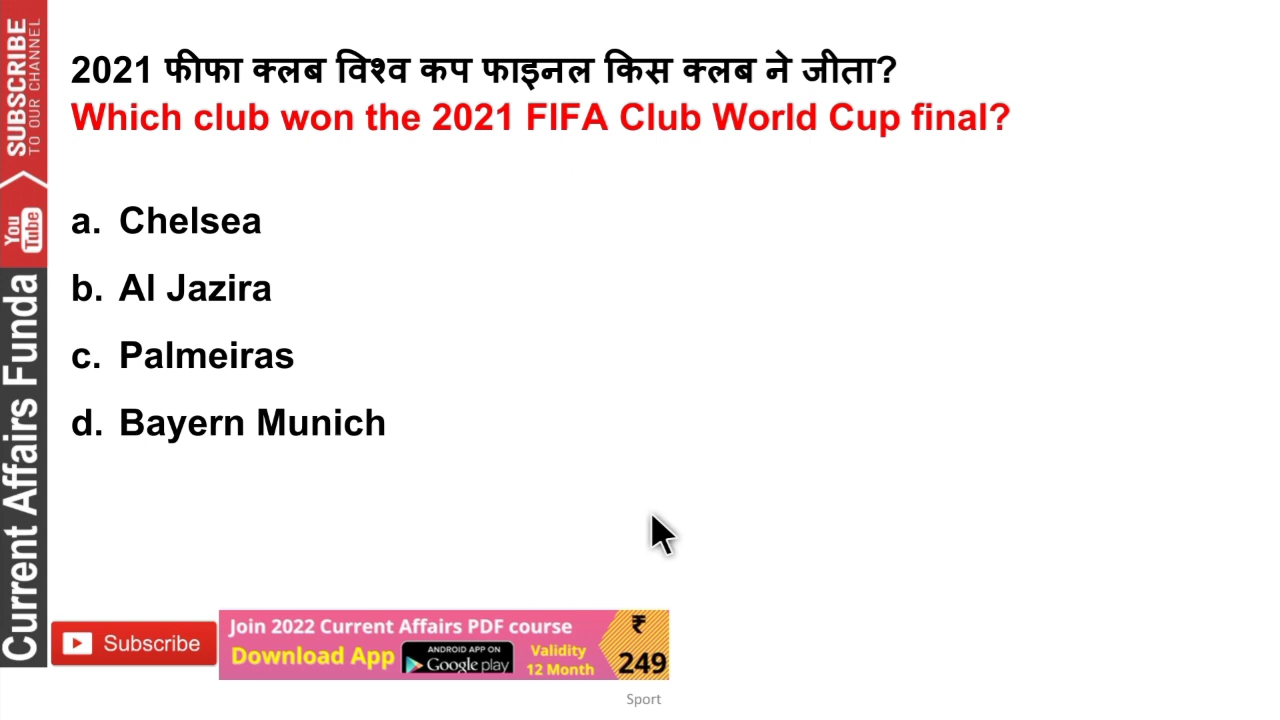 2021 फीफा क्लब विश्व कप फाइनल किस क्लब ने जीता?
Which club won the 2021 FIFA Club World Cup final?
a. Chelsea
b. Al Jazira
c. Palmeiras
d. Bayern Munich
SUBSCRIBE
TO OUR CHANNEL
You
Tube
Current Affairs Funda
Subscribe
Join 2022 Current Affairs PDF course
Download App
ANDROID APP ON
Google play
Validity
12 Month
₹
249
Sport